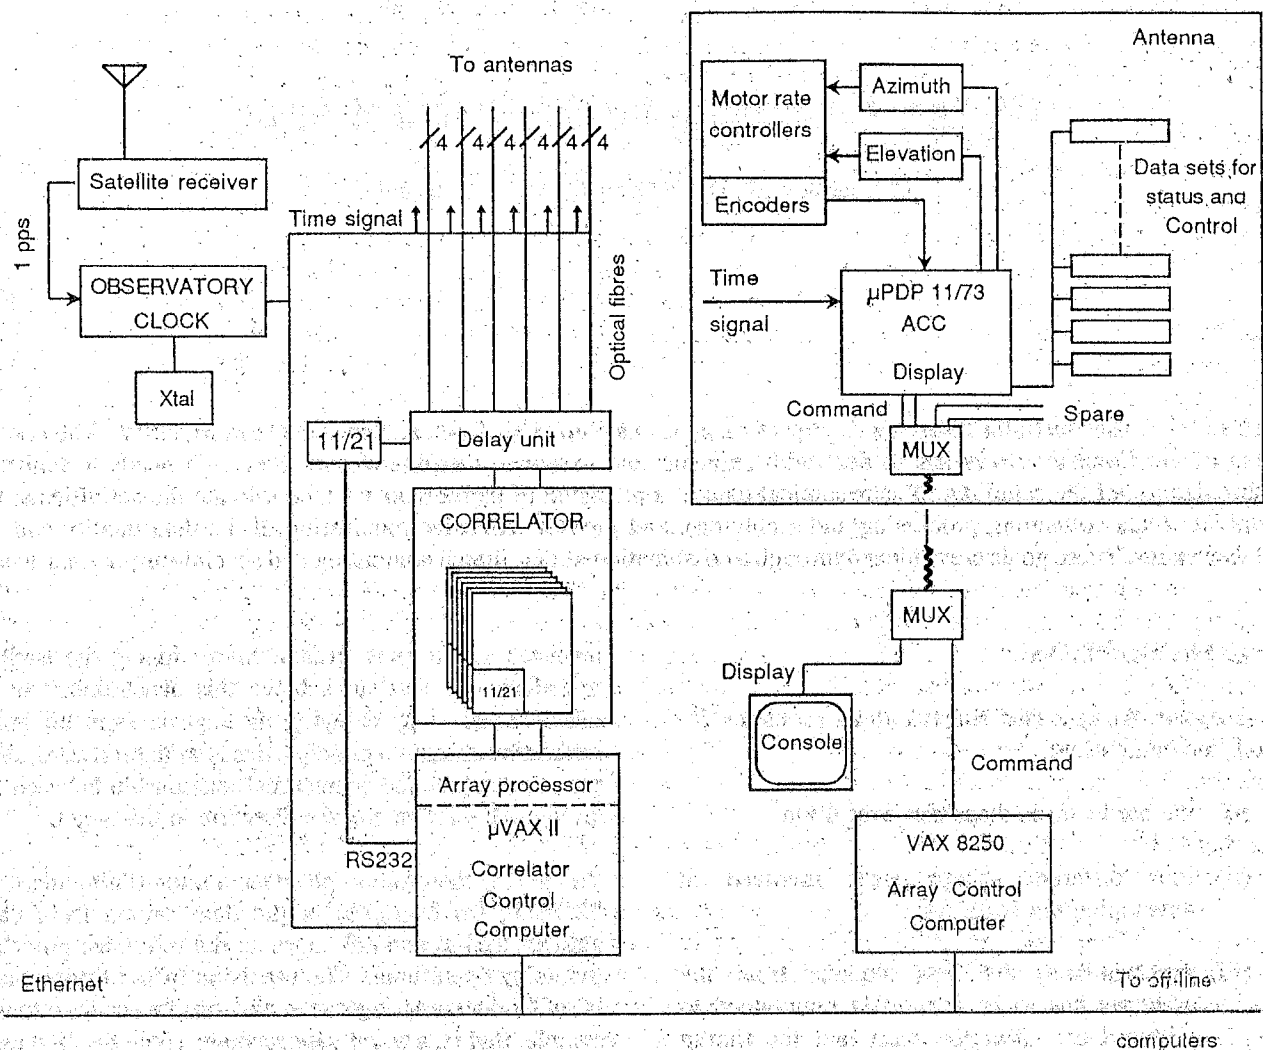 To antennas
4 4 4 4 4 4
Satellite receiver
1 pps
Time signal
OBSERVATORY
CLOCK
Xtal
Optical fibres
11/21
Delay unit
CORRELATOR
11/21
Array processor
µVAX II
RS232
Correlator
Control
Computer
Ethernet
Antenna
Motor rate
controllers
Azimuth
Elevation
Encoders
Data sets for
status and
Control
Time
signal
µPDP 11/73
ACC
Display
Command
Spare
MUX
MUX
Display
Console
Command
VAX 8250
Array Control
Computer
To off-line
computers